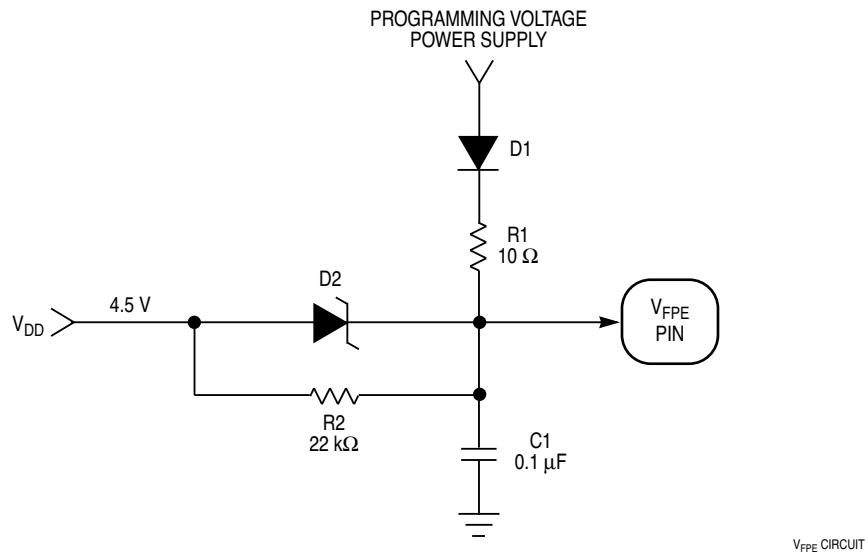 PROGRAMMING VOLTAGE
POWER SUPPLY
D1
R1
10 Ω
D2
4.5 V
VDD
VFPE
PIN
R2
22 kΩ
C1
0.1 µF
VFPE CIRCUIT